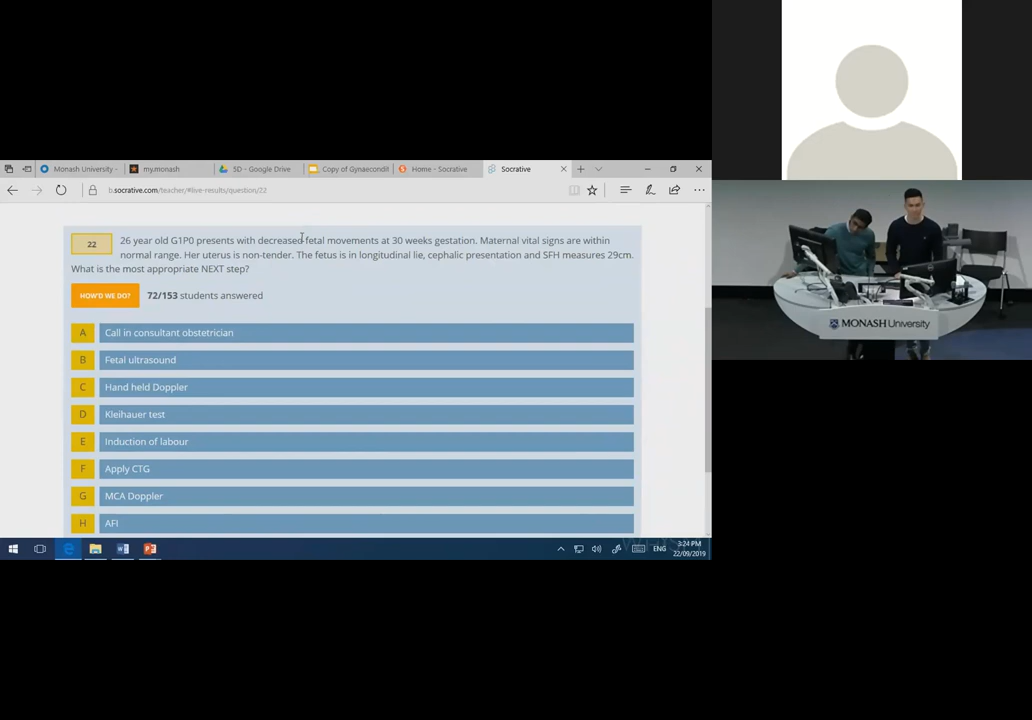 Monash University -
my.monash
5D - Google Drive
Copy of Gynaecondil
Home - Socrative
Socrative
b.socrative.com/teacher/#live-results/question/22
22
26 year old G1P0 presents with decreased fetal movements at 30 weeks gestation. Maternal vital signs are within
normal range. Her uterus is non-tender. The fetus is in longitudinal lie, cephalic presentation and SFH measures 29cm.
What is the most appropriate NEXT step?
HOW'D WE DO?
72/153 students answered
A Call in consultant obstetrician
B Fetal ultrasound
C Hand held Doppler
D Kleihauer test
E Induction of labour
F Apply CTG
G MCA Doppler
H AFI
ENG
3:24 PM
22/09/2019
MONASH University